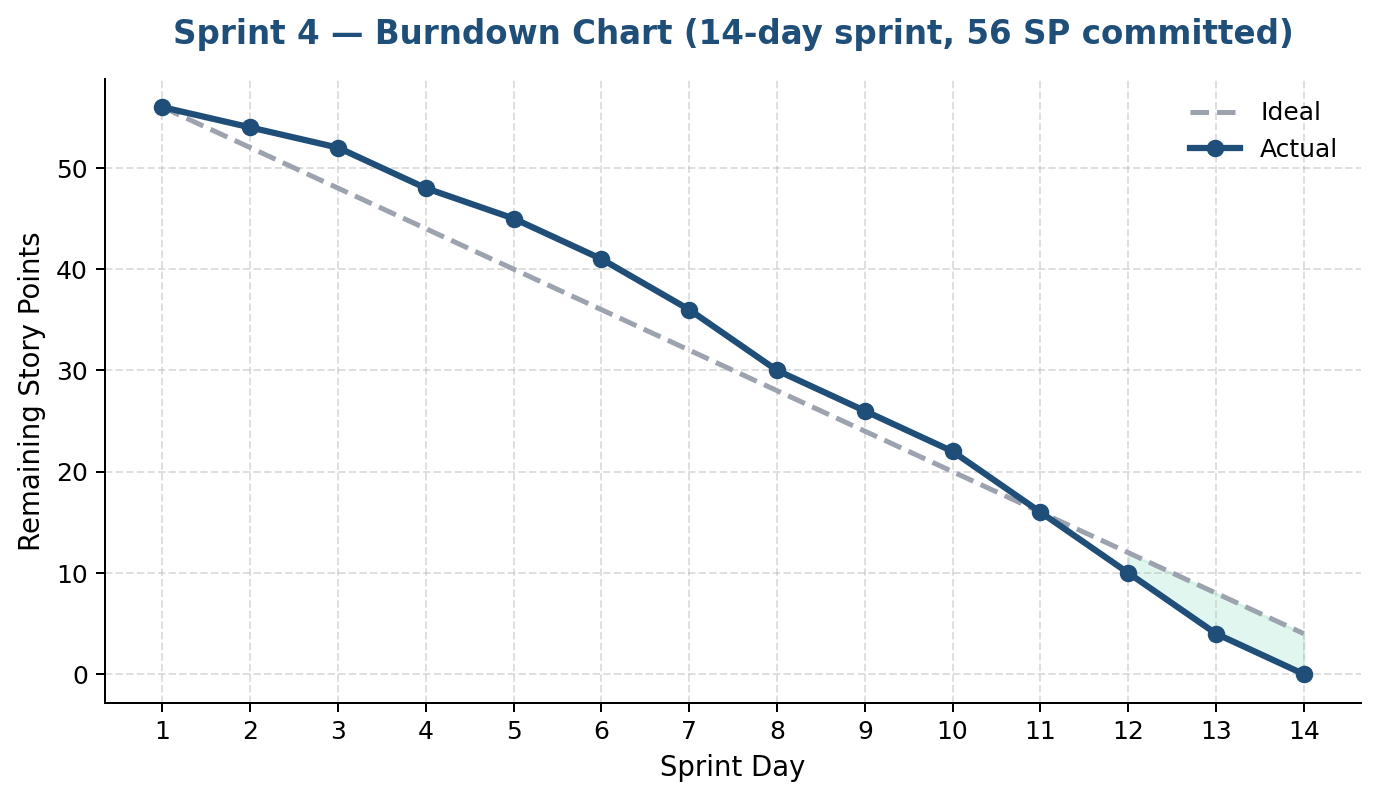 Sprint 4 — Burndown Chart (14-day sprint, 56 SP committed)
Ideal
Actual
Remaining Story Points
50
40
30
20
10
0
1 2 3 4 5 6 7 8 9 10 11 12 13 14
Sprint Day